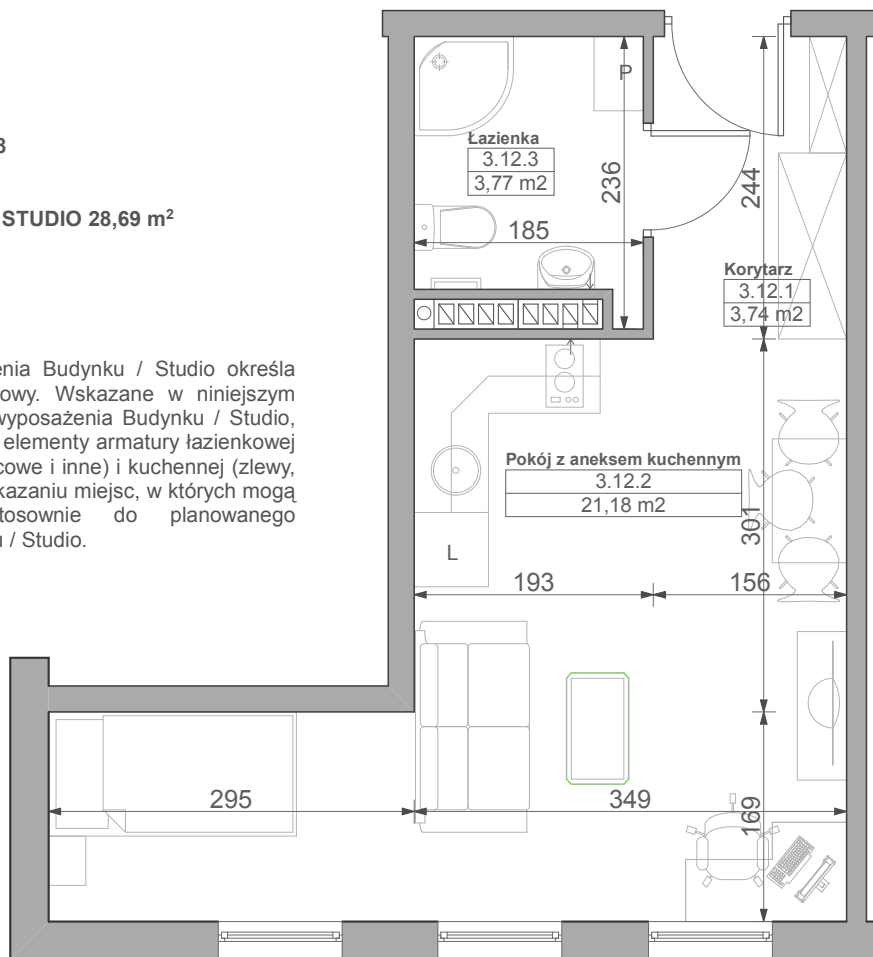 3
STUDIO 28,69 m²
enia Budynku / Studio określa
owy. Wskazane w niniejszym
wyposażenia Budynku / Studio,
elementy armatury łazienkowej
cowe i inne) i kuchennej (zlewy,
kazaniu miejsc, w których mogą
tosownie do planowanego
u / Studio.
P
Łazienka
3.12.3
3,77 m2
236
244
185
Korytarz
3.12.1
3,74 m2
Pokój z aneksem kuchennym
3.12.2
21,18 m2
301
L
193
156
295
349
169